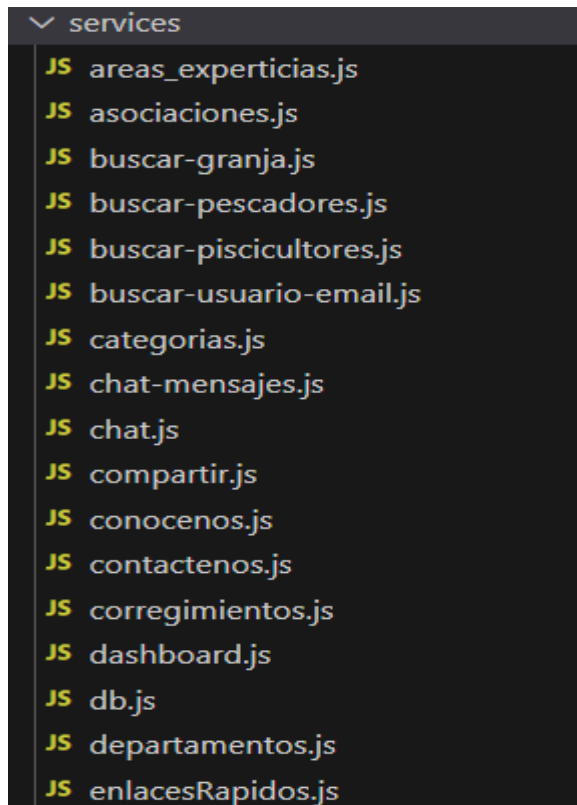 services
JS areas_experticias.js
JS asociaciones.js
JS buscar-granja.js
JS buscar-pescadores.js
JS buscar-piscicultores.js
JS buscar-usuario-email.js
JS categorias.js
JS chat-mensajes.js
JS chat.js
JS compartir.js
JS conocenos.js
JS contactenos.js
JS corregimientos.js
JS dashboard.js
JS db.js
JS departamentos.js
JS enlacesRapidos.js